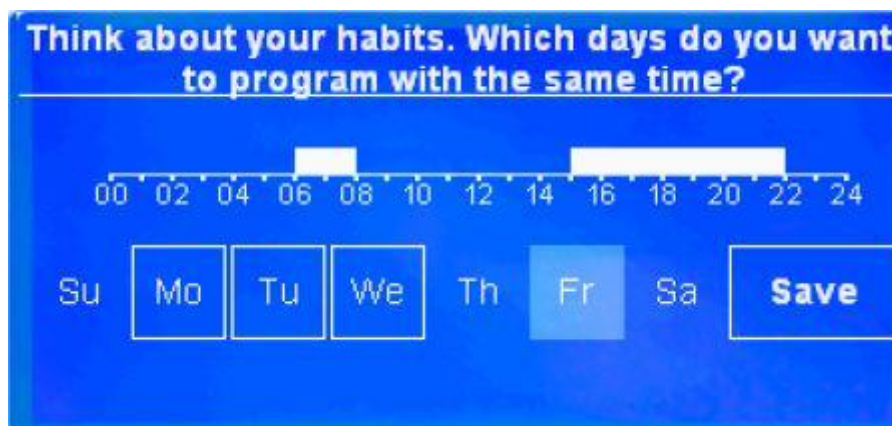 Think about your habits. Which days do you want
to program with the same time?
00 02 04 06 08 10 12 14 16 18 20 22 24
Su Mo Tu We Th Fr Sa Save